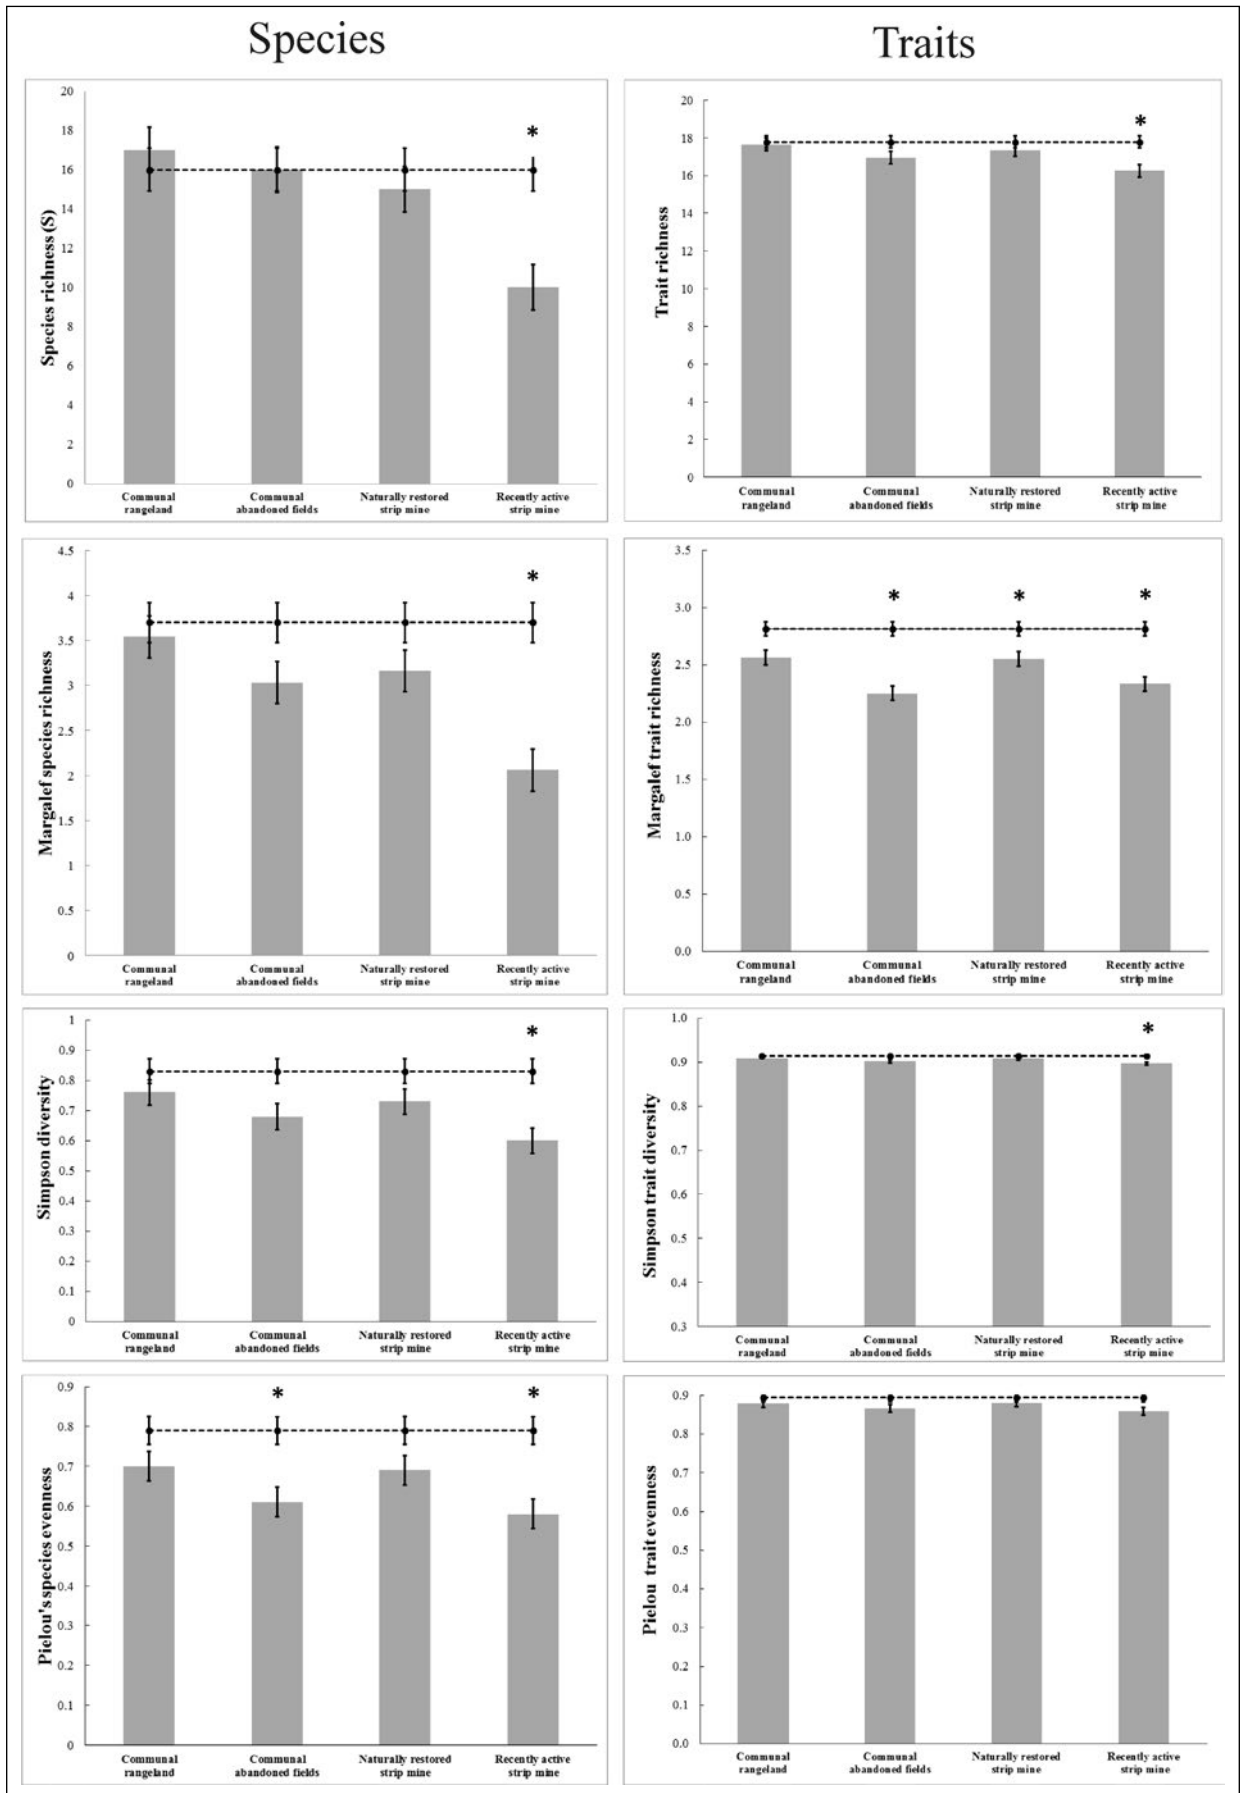 Species
Traits
20
18
16
14
12
10
8
6
4
2
0
Species richness (S)
*
Communal rangeland
Communal abandoned fields
Naturally restored strip mine
Recently active strip mine
20
18
16
14
12
10
8
6
4
2
0
Trait richness
*
Communal rangeland
Communal abandoned fields
Naturally restored strip mine
Recently active strip mine
4.5
4
3.5
3
2.5
2
1.5
1
0.5
0
Margalef species richness
*
Communal rangeland
Communal abandoned fields
Naturally restored strip mine
Recently active strip mine
3.5
3.0
2.5
2.0
1.5
1.0
0.5
0.0
Margalef trait richness
* * *
Communal rangeland
Communal abandoned fields
Naturally restored strip mine
Recently active strip mine
1
0.9
0.8
0.7
0.6
0.5
0.4
0.3
0.2
0.1
0
Simpson diversity
*
Communal rangeland
Communal abandoned fields
Naturally restored strip mine
Recently active strip mine
1.0
0.9
0.8
0.7
0.6
0.5
0.4
0.3
Simpson trait diversity
*
Communal rangeland
Communal abandoned fields
Naturally restored strip mine
Recently active strip mine
0.9
0.8
0.7
0.6
0.5
0.4
0.3
0.2
0.1
0
Pielou's species evenness
* *
Communal rangeland
Communal abandoned fields
Naturally restored strip mine
Recently active strip mine
0.9
0.8
0.7
0.6
0.5
0.4
0.3
0.2
0.1
0.0
Pielou trait evenness
Communal rangeland
Communal abandoned fields
Naturally restored strip mine
Recently active strip mine